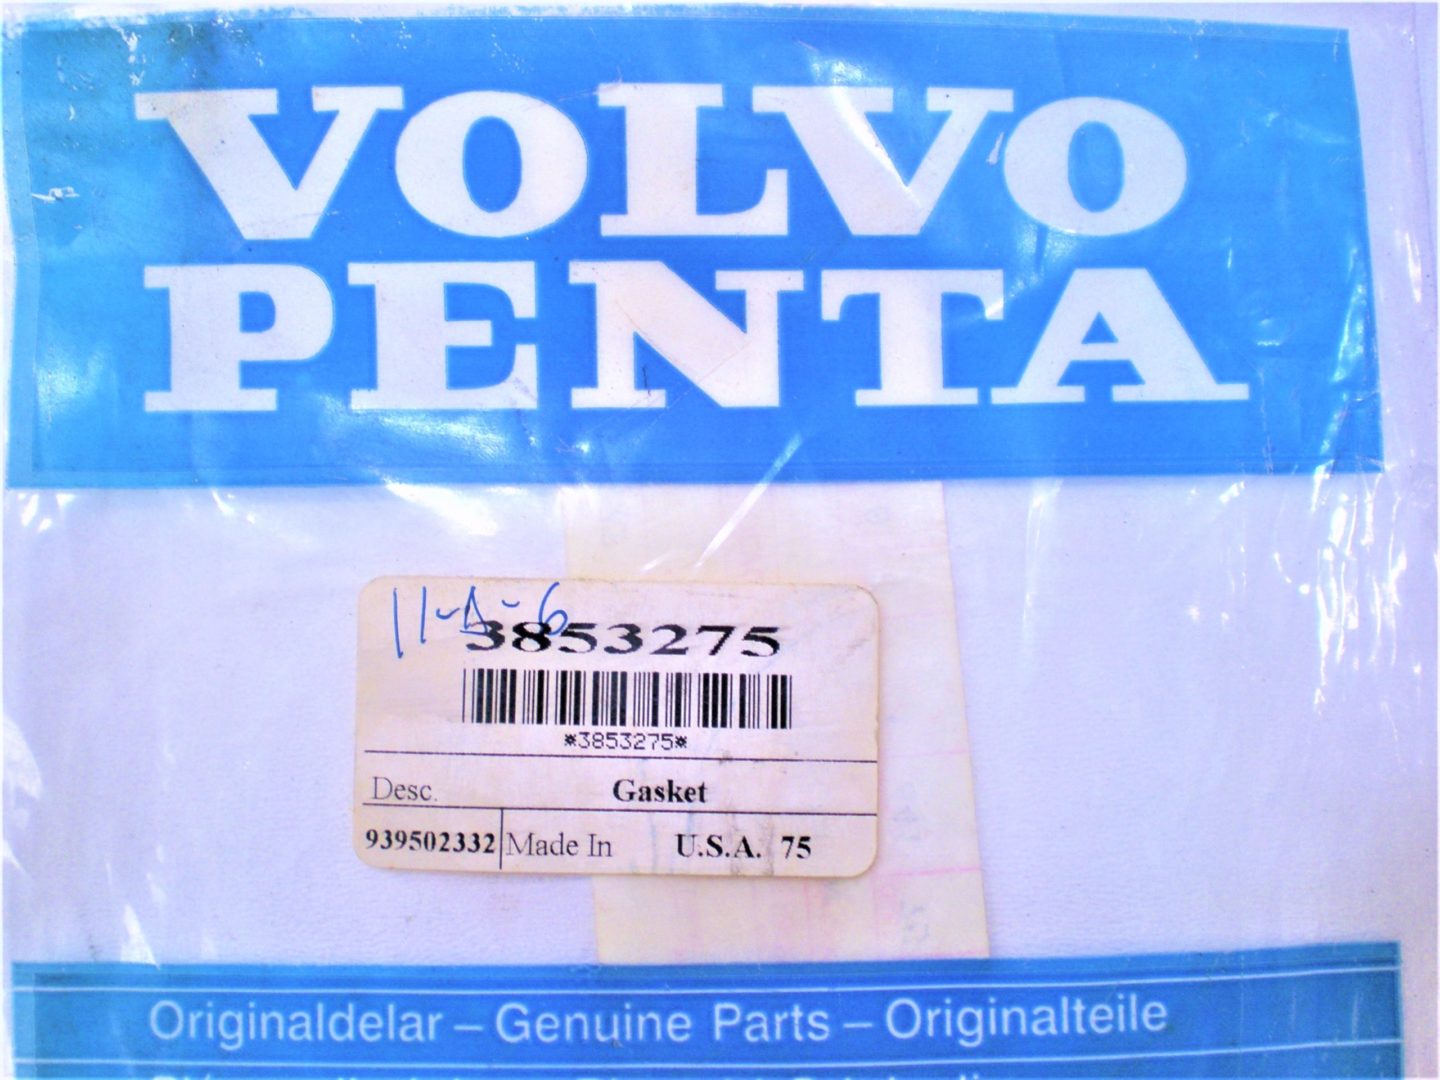 VOLVO
PENTA
11-A-6
3853275
*3853275*
Desc. Gasket
939502332 Made In U.S.A. 75
Originaldelar – Genuine Parts – Originalteile